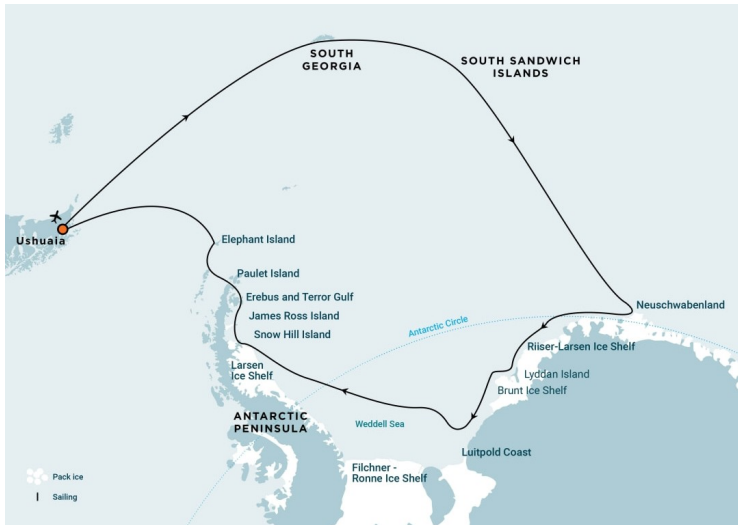 SOUTH
GEORGIA
SOUTH SANDWICH
ISLANDS
Ushuaia
Elephant Island
Paulet Island
Erebus and Terror Gulf
James Ross Island
Snow Hill Island
Larsen
Ice Shelf
Antarctic Circle
Neuschwabenland
Riiser-Larsen Ice Shelf
Lyddan Island
Brunt Ice Shelf
ANTARCTIC
PENINSULA
Weddell Sea
Luitpold Coast
Filchner -
Ronne Ice Shelf
Pack ice
Sailing